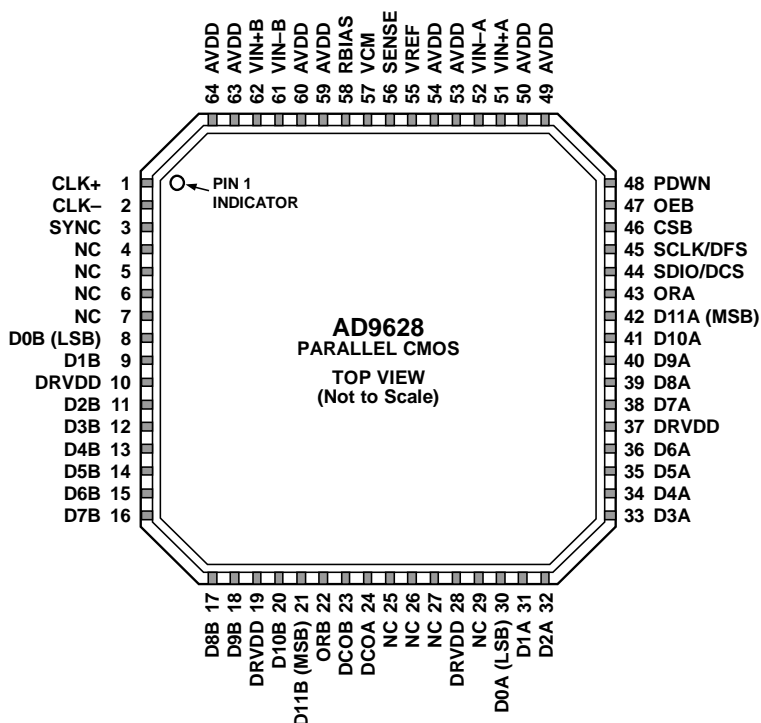 64 AVDD
63 AVDD
62 VIN+B
61 VIN–B
60 AVDD
59 AVDD
58 RBIAS
57 VCM
56 SENSE
55 VREF
54 AVDD
53 AVDD
52 VIN–A
51 VIN+A
50 AVDD
49 AVDD
CLK+ 1
CLK– 2
SYNC 3
NC 4
NC 5
NC 6
NC 7
D0B (LSB) 8
D1B 9
DRVDD 10
D2B 11
D3B 12
D4B 13
D5B 14
D6B 15
D7B 16
PIN 1
INDICATOR
AD9628
PARALLEL CMOS
TOP VIEW
(Not to Scale)
48 PDWN
47 OEB
46 CSB
45 SCLK/DFS
44 SDIO/DCS
43 ORA
42 D11A (MSB)
41 D10A
40 D9A
39 D8A
38 D7A
37 DRVDD
36 D6A
35 D5A
34 D4A
33 D3A
D8B 17
D9B 18
DRVDD 19
D10B 20
D11B (MSB) 21
ORB 22
DCOB 23
DCOA 24
NC 25
NC 26
NC 27
DRVDD 28
NC 29
D0A (LSB) 30
D1A 31
D2A 32